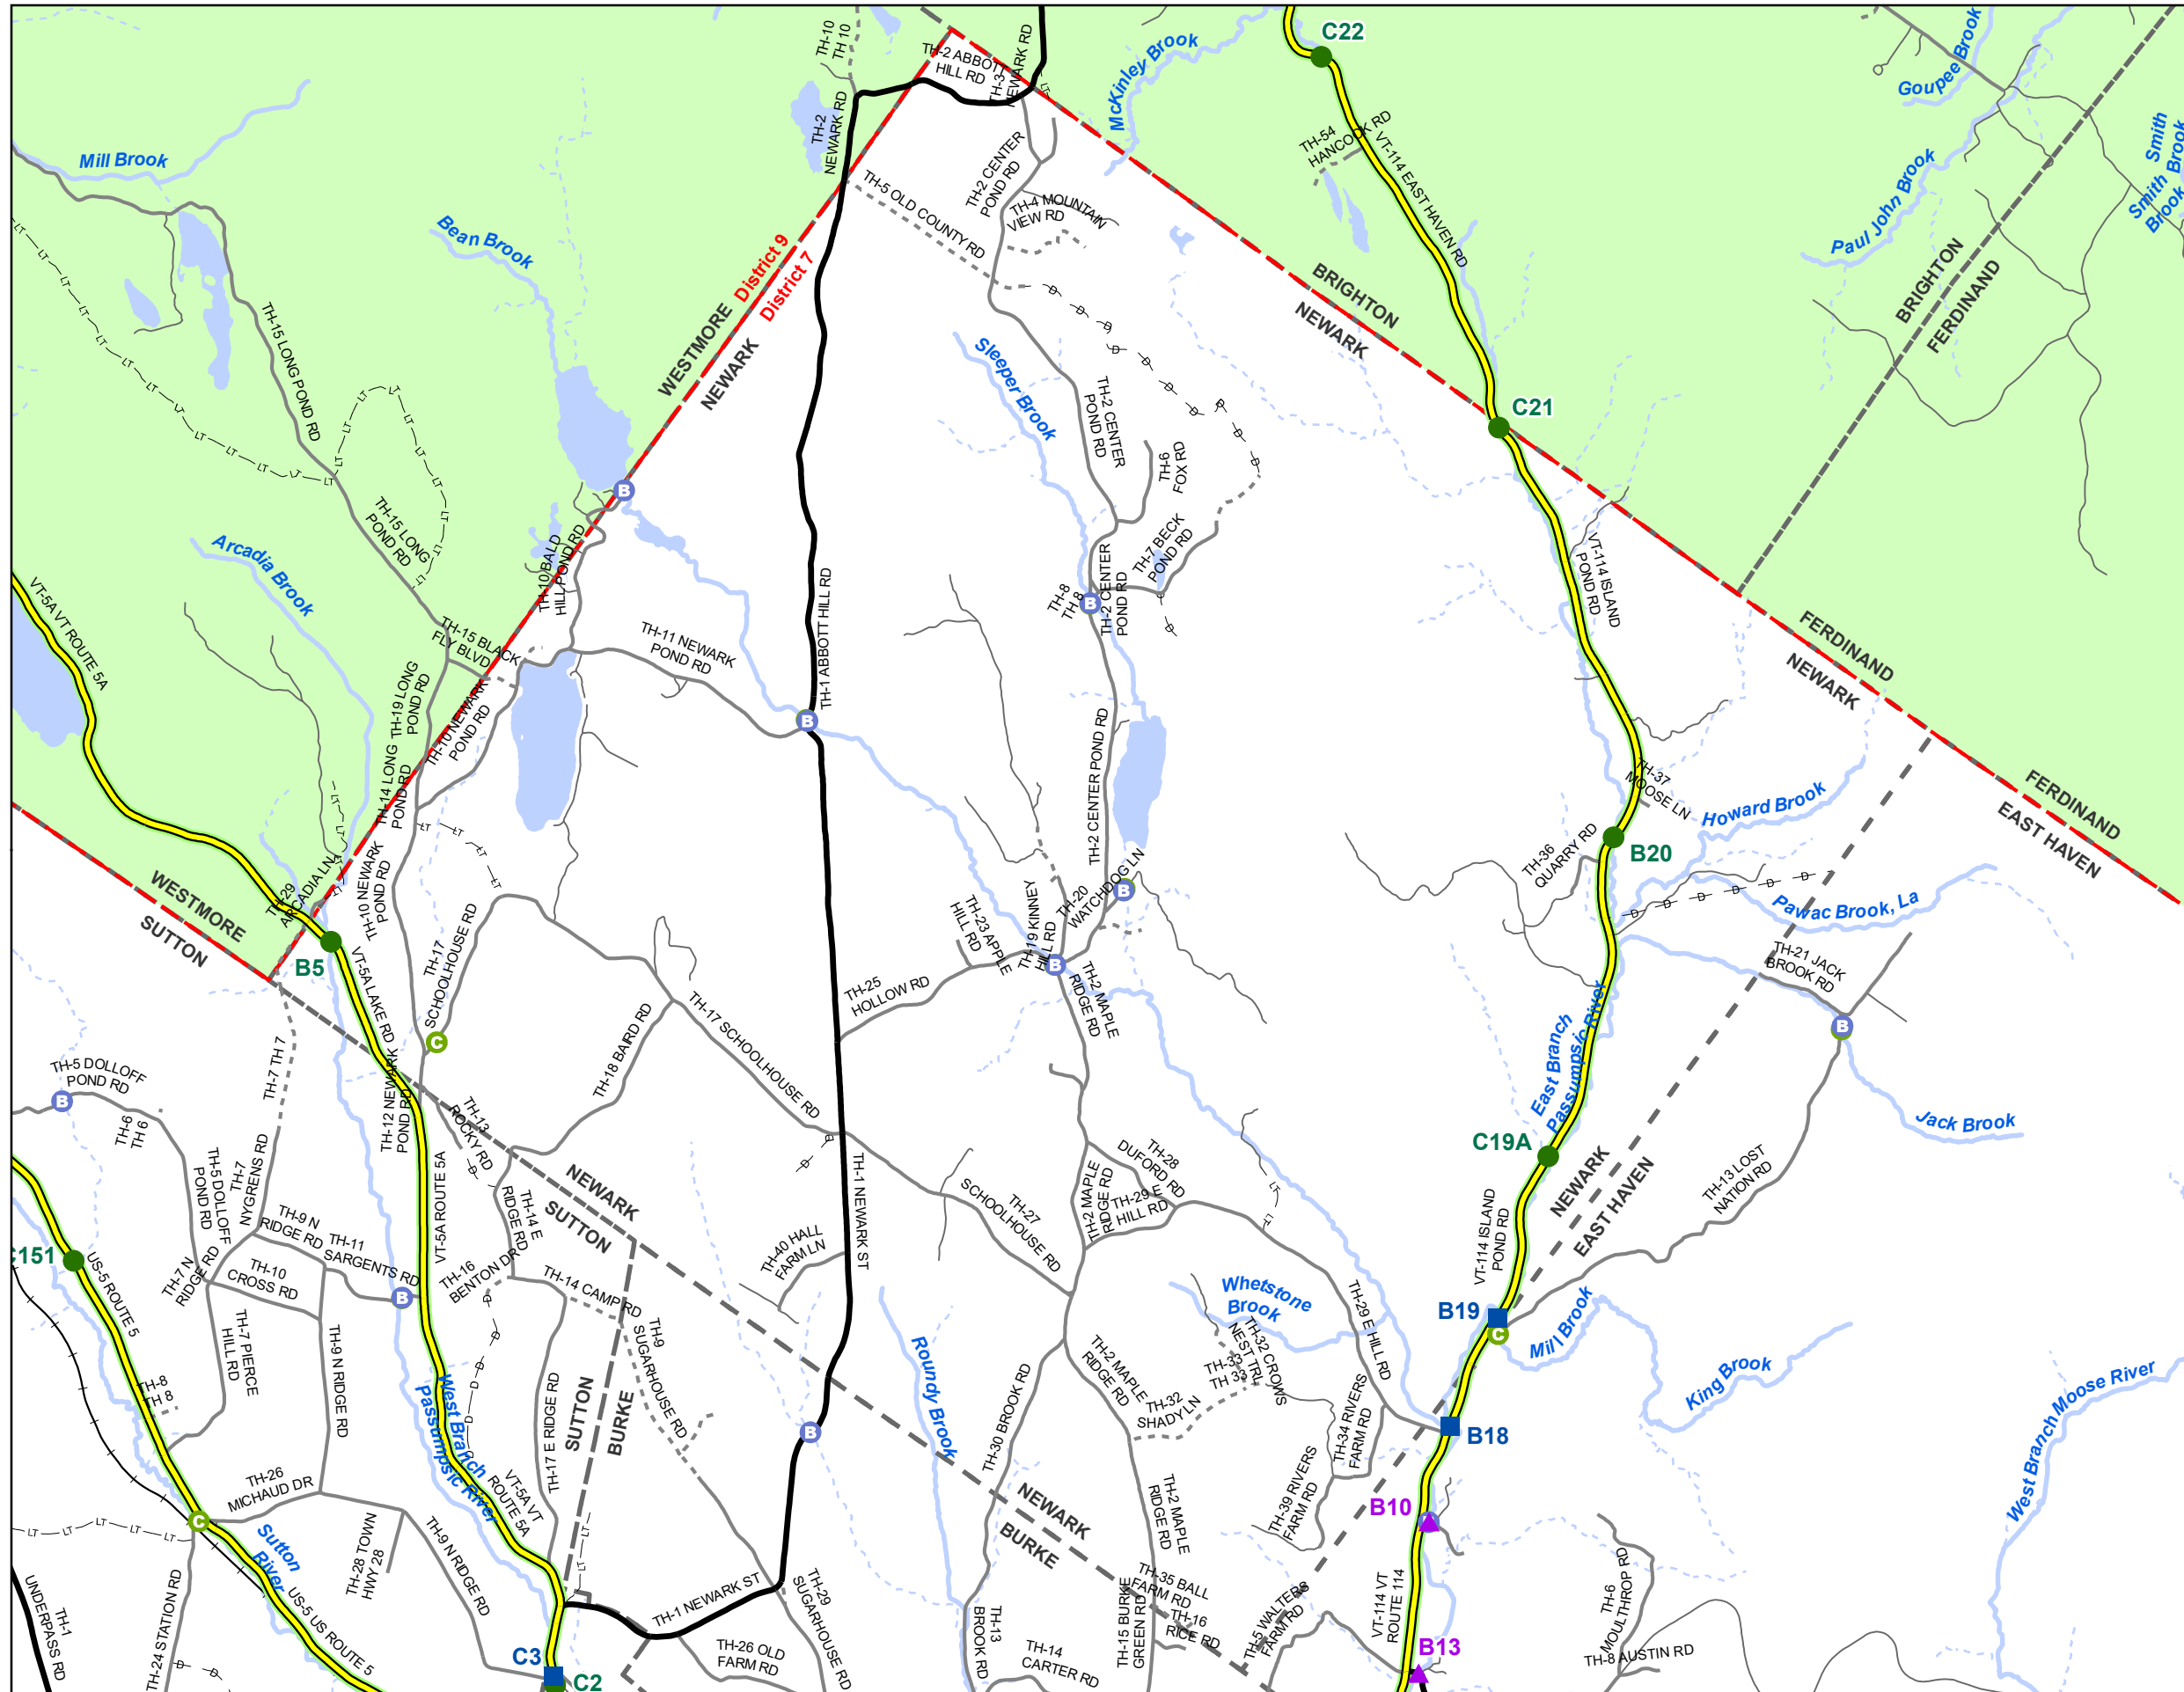 C22
TH-10
TH 10
TH-2 ABBOTT
HILL RD
TH-3
NEWARK RD
LT
McKinley Brook
Goupee Brook
Mill Brook
TH-2
NEWARK RD
TH-54
HANCOCK RD
VT-114 EAST HAVEN RD
Paul John Brook
Smith
Smith Brook
Smith
Brook
TH-2 CENTER
POND RD
TH-5 OLD COUNTY RD
TH-4 MOUNTAIN
VIEW RD
Bean Brook
WESTMORE
District 9
District 7
NEWARK
BRIGHTON
NEWARK
BRIGHTON
FERDINAND
TH-15 LONG POND RD
Sleeper Brook
TH-2 CENTER
POND RD
C21
TH-6
FOX RD
TH-15 LONG
POND RD
TH-7 BECK
POND RD
Arcadia Brook
TH-10 BALD
HILL POND RD
B
VT-114 ISLAND
POND RD
VT-5A VT ROUTE 5A
TH-8
TH 8
B
TH-2 CENTER
POND RD
TH-1 ABBOTT HILL RD
TH-15 BLACK
FLY BLVD
TH-11 NEWARK
POND RD
FERDINAND
NEWARK
TH-19 LONG
POND RD
TH-10 NEWARK
POND RD
B
TH-2 CENTER POND RD
TH-14 LONG
POND RD
TH-37
MOOSE LN
Howard Brook
FERDINAND
EAST HAVEN
B20
TH-36
QUARRY RD
WESTMORE
SUTTON
TH-29
ARCADIA LN
TH-10 NEWARK
POND RD
B5
TH-17
SCHOOLHOUSE RD
TH-23 APPLE
HILL RD
TH-19 KINNEY
HILL RD
TH-20
WATCHDOG LN
B
Pawac Brook, La
TH-21 JACK
BROOK RD
VT-5A LAKE RD
C
TH-25
HOLLOW RD
B
TH-2 MAPLE
RIDGE RD
B
TH-17 SCHOOLHOUSE RD
TH-18 BAIRD RD
East Branch
Passumpsic River
Jack Brook
TH-5 DOLLOFF
POND RD
B
TH-6
TH 6
TH-7 TH 7
TH-12 NEWARK
POND RD
TH-13
ROCKY RD
C19A
TH-5 DOLLOFF
POND RD
TH-7
NYGRENS RD
VT-5A ROUTE 5A
TH-14 E
RIDGE RD
NEWARK
SUTTON
TH-1 NEWARK ST
TH-28
DUFORD RD
TH-2 MAPLE
RIDGE RD
TH-29 E
HILL RD
TH-27
SCHOOLHOUSE RD
NEWARK
EAST HAVEN
TH-13 LOST
NATION RD
VT-114 ISLAND
POND RD
C151
US-5 ROUTE 5
TH-9 N
RIDGE RD
TH-11
SARGENTS RD
TH-10
CROSS RD
TH-7 N
RIDGE RD
B
TH-16
BENTON DR
TH-14 CAMP RD
TH-40 HALL
FARM LN
Whetstone
Brook
TH-29 E HILL RD
B19
C
Mill Brook
TH-7 PIERCE
HILL RD
TH-9 N RIDGE RD
TH-9
SUGARHOUSE RD
Roundy Brook
TH-2 MAPLE
RIDGE RD
TH-32 CROWS
NEST TRL
TH-33
TH 33
TH-32
SHADY LN
King Brook
West Branch Moose River
TH-8
TH 8
West Branch
Passumpsic River
TH-17 E RIDGE RD
SUTTON
BURKE
B
TH-30 BROOK RD
TH-34 RIVERS
FARM RD
B18
TH-26
MICHAUD DR
C
VT-5A VT
ROUTE 5A
TH-39 RIVERS
FARM RD
B10
Sutton
River
TH-28 TOWN
HWY 28
TH-9 N RIDGE RD
NEWARK
BURKE
TH-2 MAPLE
RIDGE RD
TH-1
UNDERPASS RD
TH-24 STATION RD
US-5 US ROUTE 5
TH-1 NEWARK ST
TH-29
SUGARHOUSE RD
TH-13
BROOK RD
TH-15 BURKE
GREEN RD
TH-35 BALL
FARM RD
TH-16
RICE RD
TH-5 WALTERS
FARM RD
VT-114 VT
ROUTE 114
TH-6
MOULTHROP RD
C3
C2
TH-26 OLD
FARM RD
TH-14
CARTER RD
B13
TH-8 AUSTIN RD